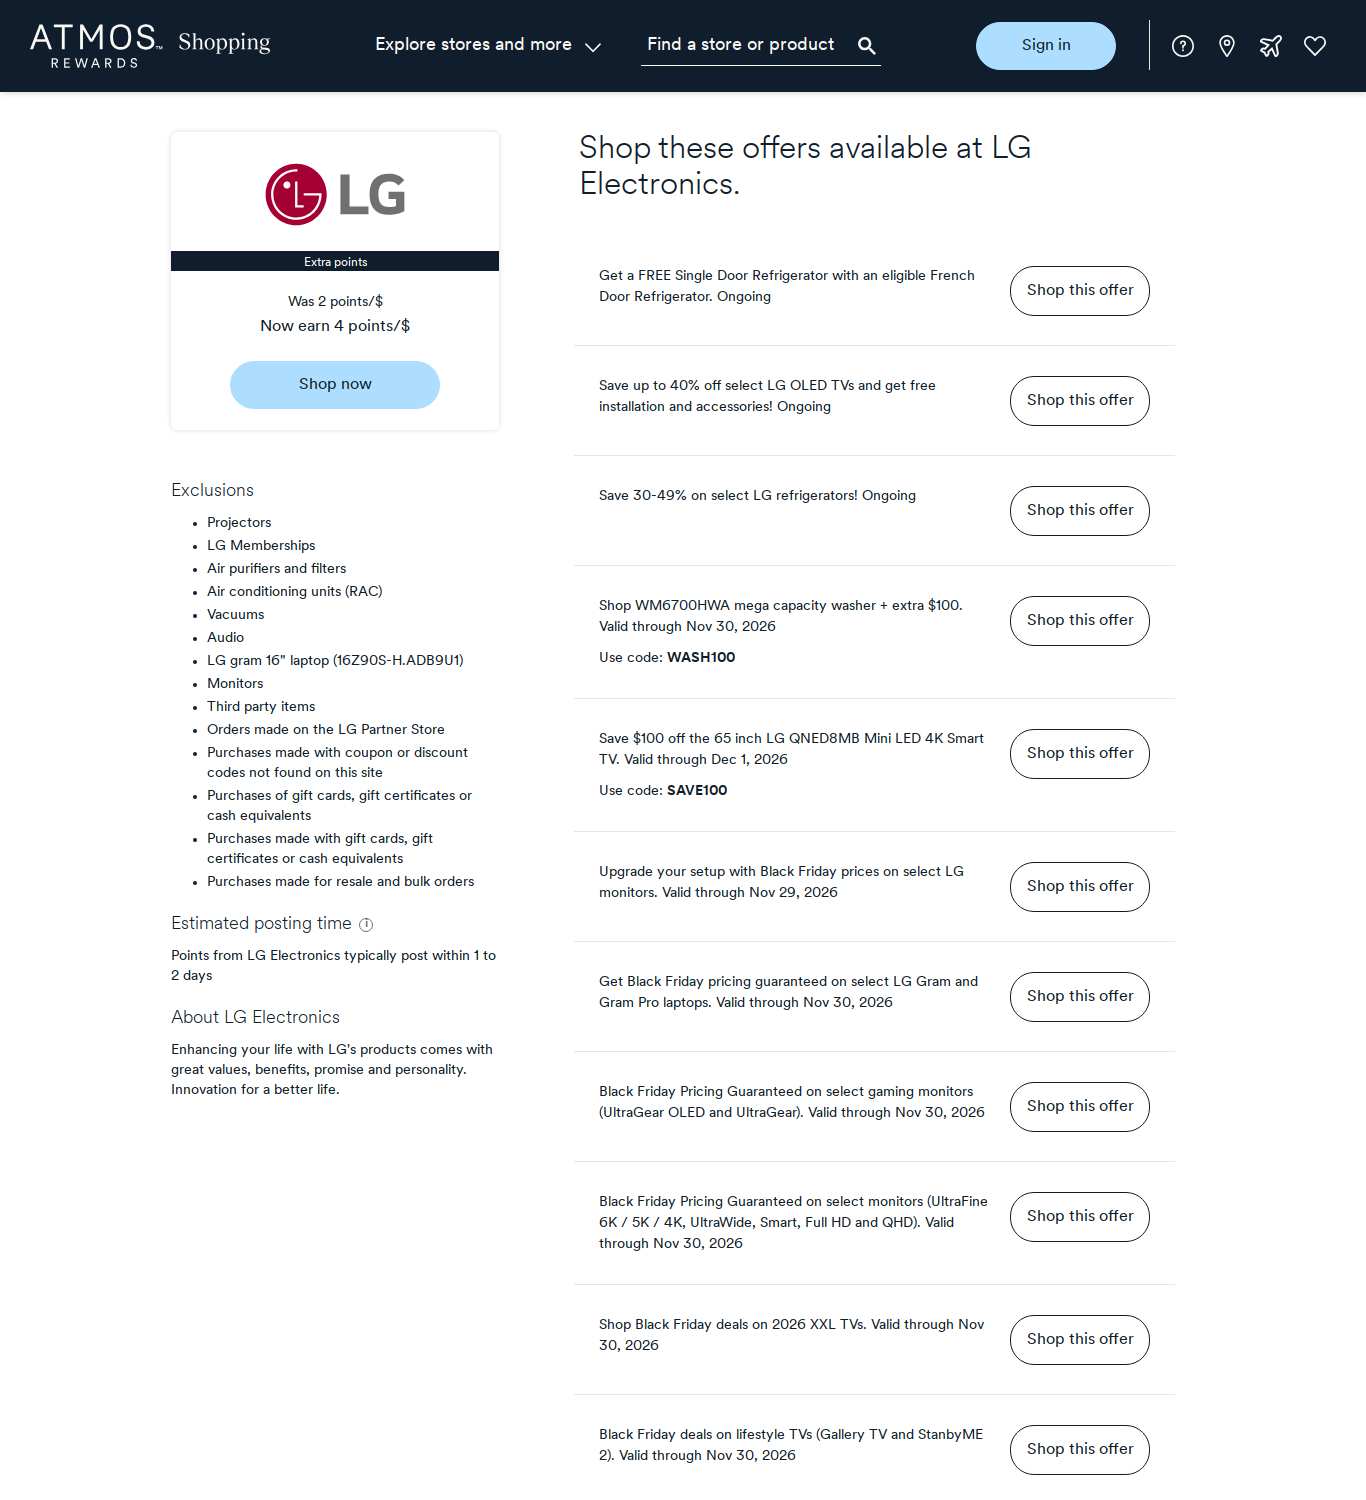 ATMOS™ Shopping
REWARDS
Explore stores and more
Find a store or product
Sign in
LG
Extra points
Was 2 points/$
Now earn 4 points/$
Shop now
Exclusions
• Projectors
• LG Memberships
• Air purifiers and filters
• Air conditioning units (RAC)
• Vacuums
• Audio
• LG gram 16" laptop (16Z90S-H.ADB9U1)
• Monitors
• Third party items
• Orders made on the LG Partner Store
• Purchases made with coupon or discount
codes not found on this site
• Purchases of gift cards, gift certificates or
cash equivalents
• Purchases made with gift cards, gift
certificates or cash equivalents
• Purchases made for resale and bulk orders
Estimated posting time
Points from LG Electronics typically post within 1 to
2 days
About LG Electronics
Enhancing your life with LG's products comes with
great values, benefits, promise and personality.
Innovation for a better life.
Shop these offers available at LG
Electronics.
Get a FREE Single Door Refrigerator with an eligible French
Door Refrigerator. Ongoing
Shop this offer
Save up to 40% off select LG OLED TVs and get free
installation and accessories! Ongoing
Shop this offer
Save 30-49% on select LG refrigerators! Ongoing
Shop this offer
Shop WM6700HWA mega capacity washer + extra $100.
Valid through Nov 30, 2026
Use code: WASH100
Shop this offer
Save $100 off the 65 inch LG QNED8MB Mini LED 4K Smart
TV. Valid through Dec 1, 2026
Use code: SAVE100
Shop this offer
Upgrade your setup with Black Friday prices on select LG
monitors. Valid through Nov 29, 2026
Shop this offer
Get Black Friday pricing guaranteed on select LG Gram and
Gram Pro laptops. Valid through Nov 30, 2026
Shop this offer
Black Friday Pricing Guaranteed on select gaming monitors
(UltraGear OLED and UltraGear). Valid through Nov 30, 2026
Shop this offer
Black Friday Pricing Guaranteed on select monitors (UltraFine
6K / 5K / 4K, UltraWide, Smart, Full HD and QHD). Valid
through Nov 30, 2026
Shop this offer
Shop Black Friday deals on 2026 XXL TVs. Valid through Nov
30, 2026
Shop this offer
Black Friday deals on lifestyle TVs (Gallery TV and StanbyME
2). Valid through Nov 30, 2026
Shop this offer